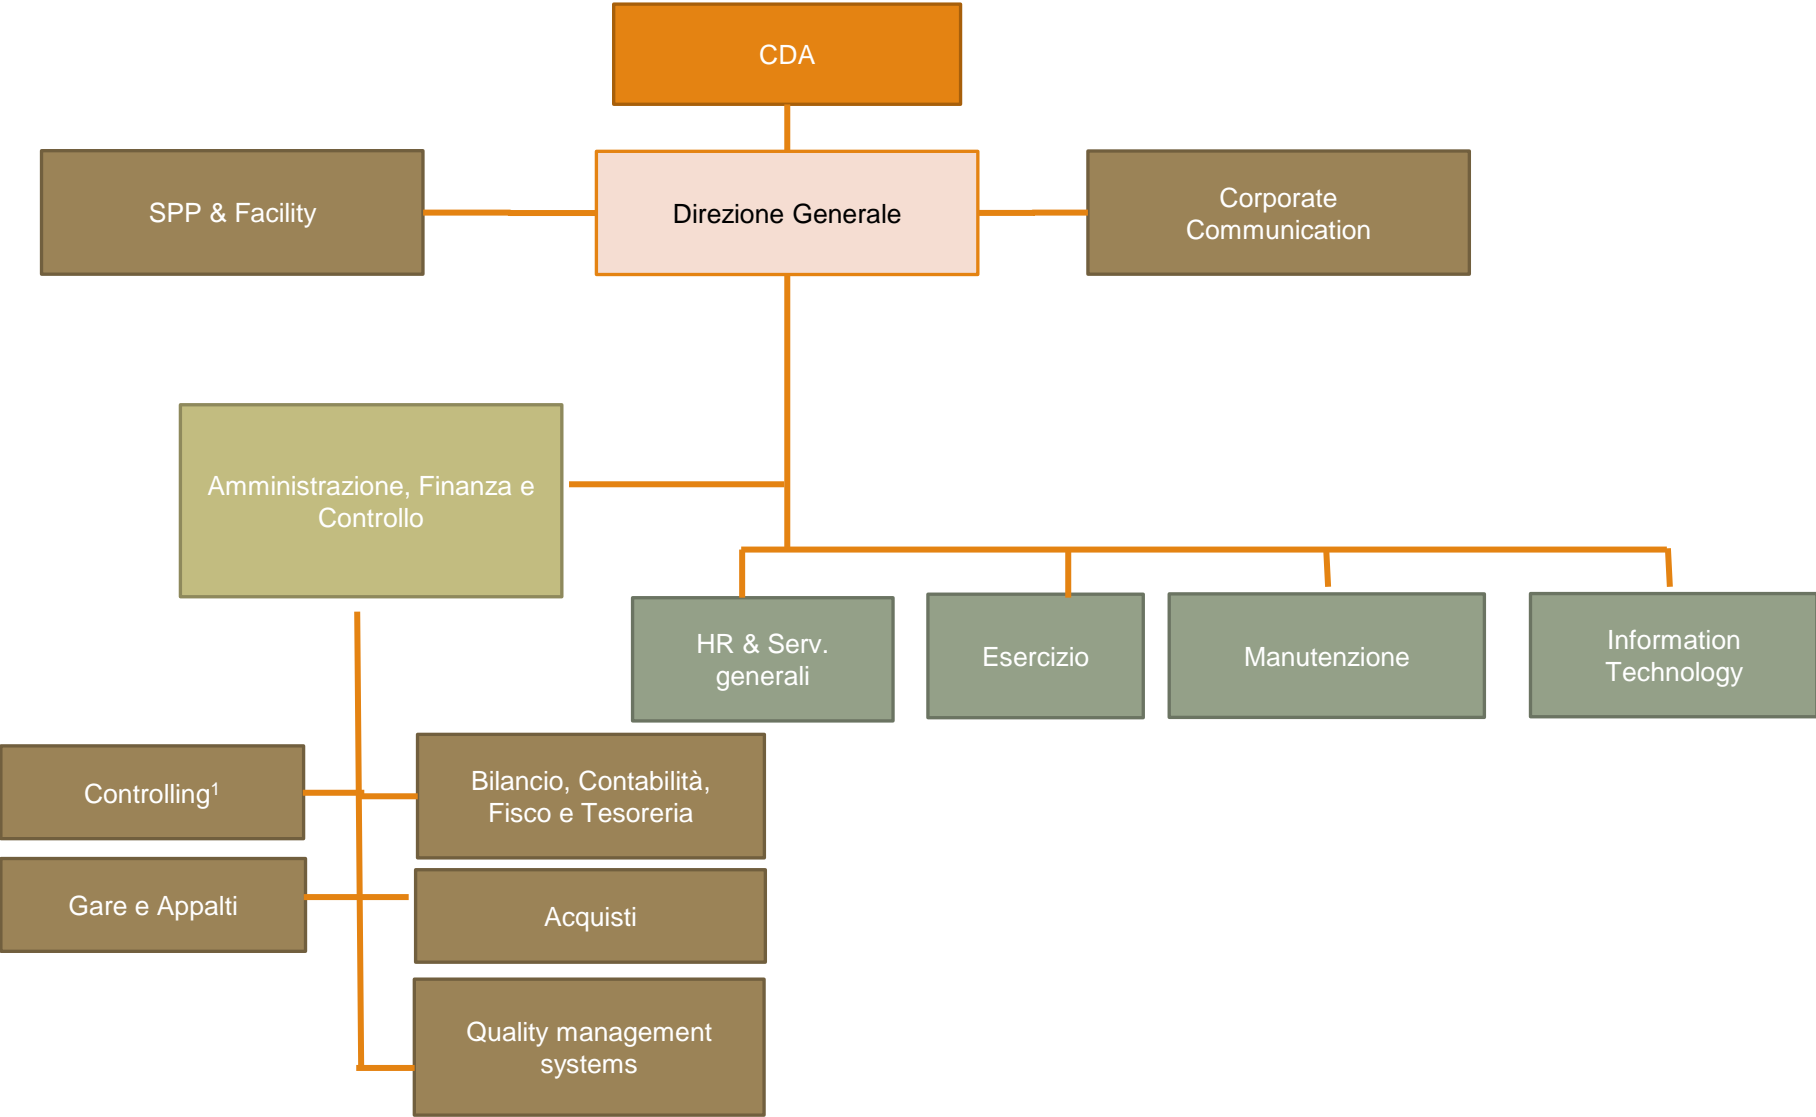 CDA
SPP & Facility
Direzione Generale
Corporate
Communication
Amministrazione, Finanza e
Controllo
HR & Serv.
generali
Esercizio
Manutenzione
Information
Technology
Controlling¹
Bilancio, Contabilità,
Fisco e Tesoreria
Gare e Appalti
Acquisti
Quality management
systems